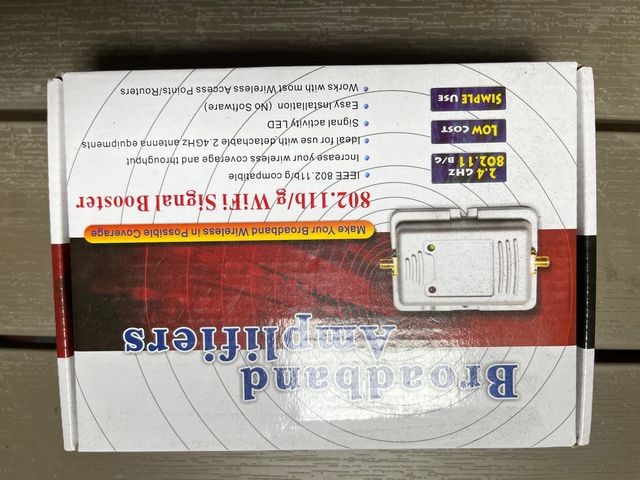 Broadband
Amplifiers
Make Your Broadband Wireless in Possible Coverage
802.11b/g WiFi Signal Booster
IEEE 802.11b/g compatible
Increase your wireless coverage and throughput
Ideal for use with detachable 2.4GHz antenna equipments
Signal activity LED
Easy Installation (No Software)
Works with most Wireless Access Points/Routers
2.4 GHZ
802.11 B/G
LOW COST
SIMPLE USE